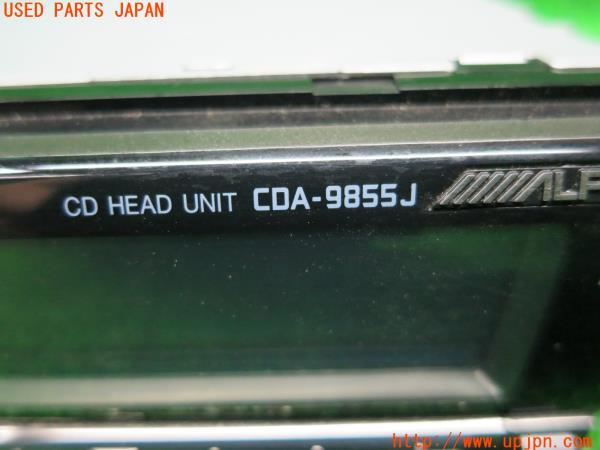 USED PARTS JAPAN
CD HEAD UNIT CDA-9855J
http://www.upjpn.com/